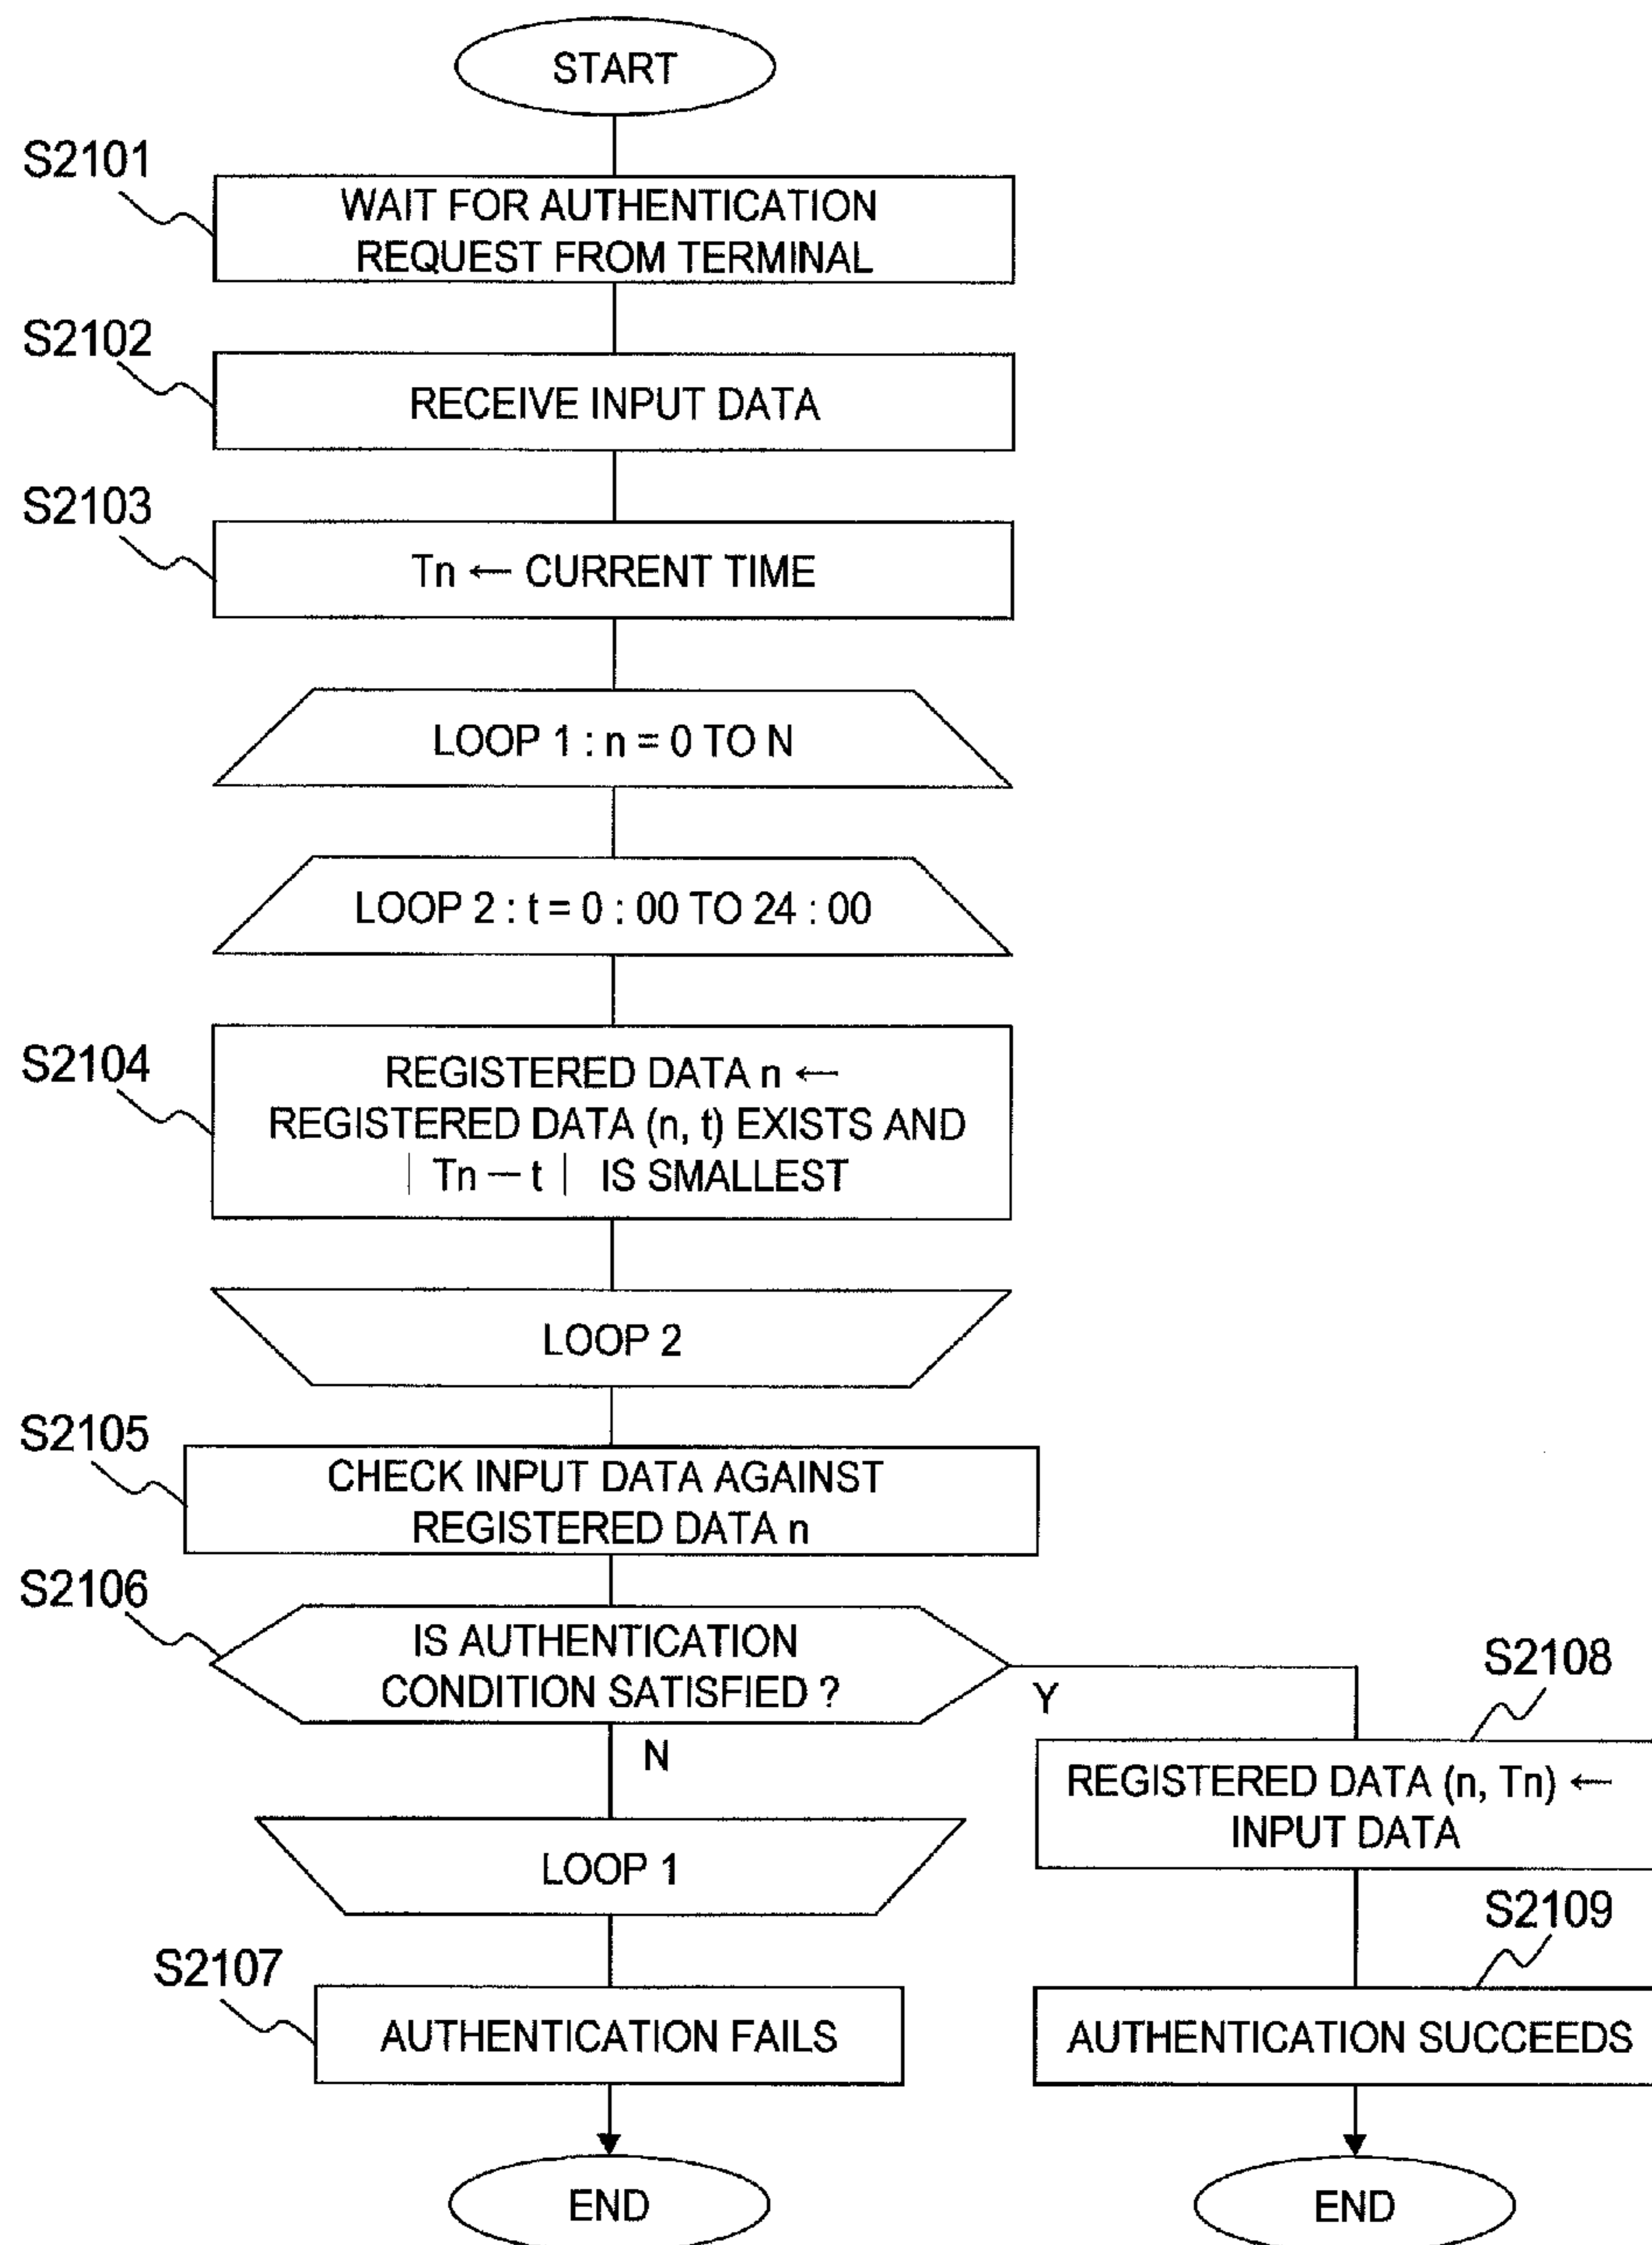 START
S2101
WAIT FOR AUTHENTICATION
REQUEST FROM TERMINAL
S2102
RECEIVE INPUT DATA
S2103
Tn ← CURRENT TIME
LOOP 1 : n = 0 TO N
LOOP 2 : t = 0 : 00 TO 24 : 00
S2104
REGISTERED DATA n ←
REGISTERED DATA (n, t) EXISTS AND
| Tn — t | IS SMALLEST
LOOP 2
S2105
CHECK INPUT DATA AGAINST
REGISTERED DATA n
S2106
IS AUTHENTICATION
CONDITION SATISFIED ?
Y
N
S2108
REGISTERED DATA (n, Tn) ←
INPUT DATA
LOOP 1
S2109
S2107
AUTHENTICATION FAILS
AUTHENTICATION SUCCEEDS
END
END